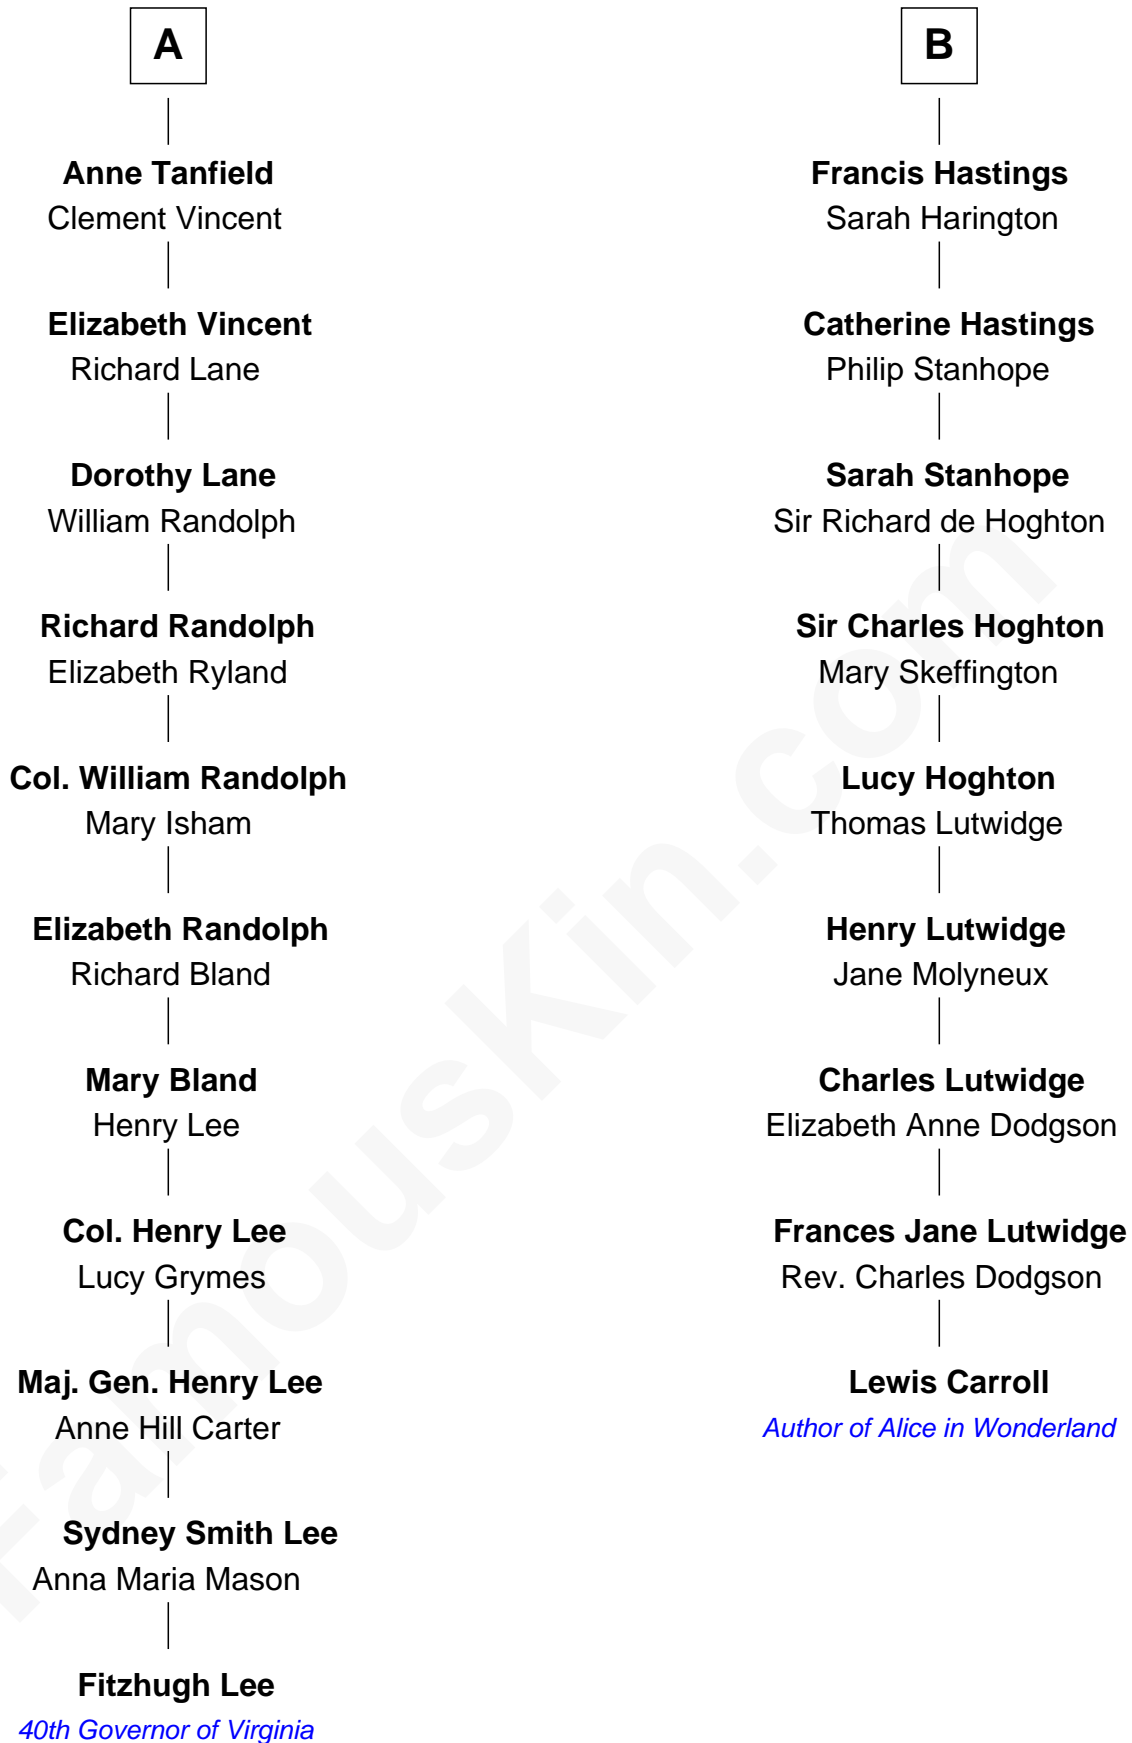 A
Anne Tanfield
Clement Vincent
Elizabeth Vincent
Richard Lane
Dorothy Lane
William Randolph
Richard Randolph
Elizabeth Ryland
Col. William Randolph
Mary Isham
Elizabeth Randolph
Richard Bland
Mary Bland
Henry Lee
Col. Henry Lee
Lucy Grymes
Maj. Gen. Henry Lee
Anne Hill Carter
Sydney Smith Lee
Anna Maria Mason
Fitzhugh Lee
40th Governor of Virginia
B
Francis Hastings
Sarah Harington
Catherine Hastings
Philip Stanhope
Sarah Stanhope
Sir Richard de Hoghton
Sir Charles Hoghton
Mary Skeffington
Lucy Hoghton
Thomas Lutwidge
Henry Lutwidge
Jane Molyneux
Charles Lutwidge
Elizabeth Anne Dodgson
Frances Jane Lutwidge
Rev. Charles Dodgson
Lewis Carroll
Author of Alice in Wonderland
FamousKin.com